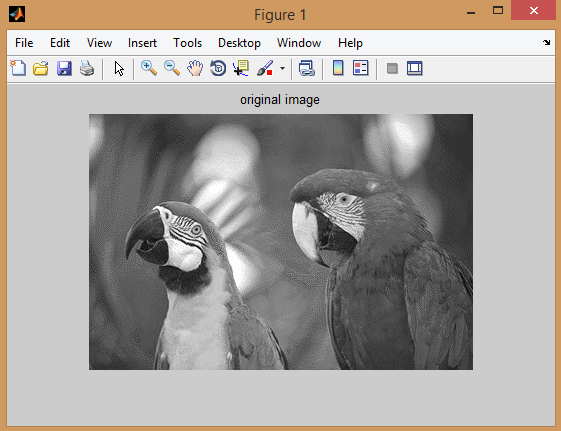 Figure 1
File Edit View Insert Tools Desktop Window Help
original image